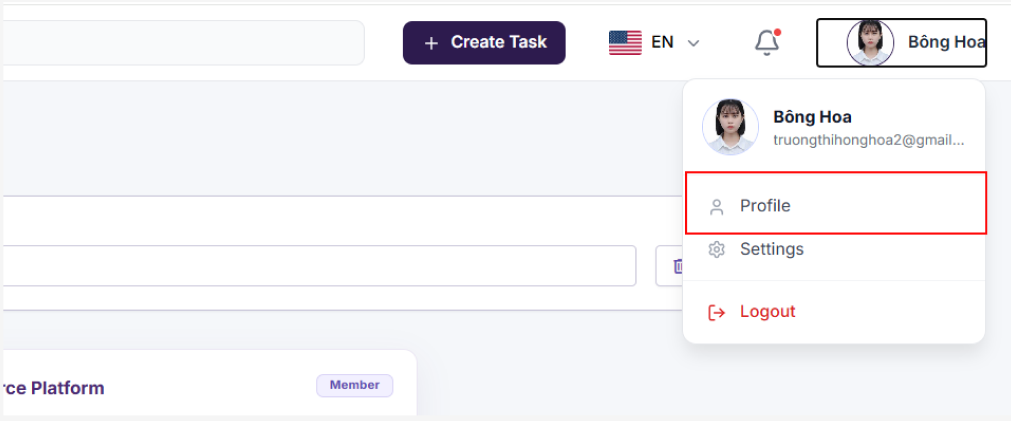 + Create Task
EN
Bông Hoa
Bông Hoa
truongthihonghoa2@gmail...
Profile
Settings
Logout
rce Platform
Member